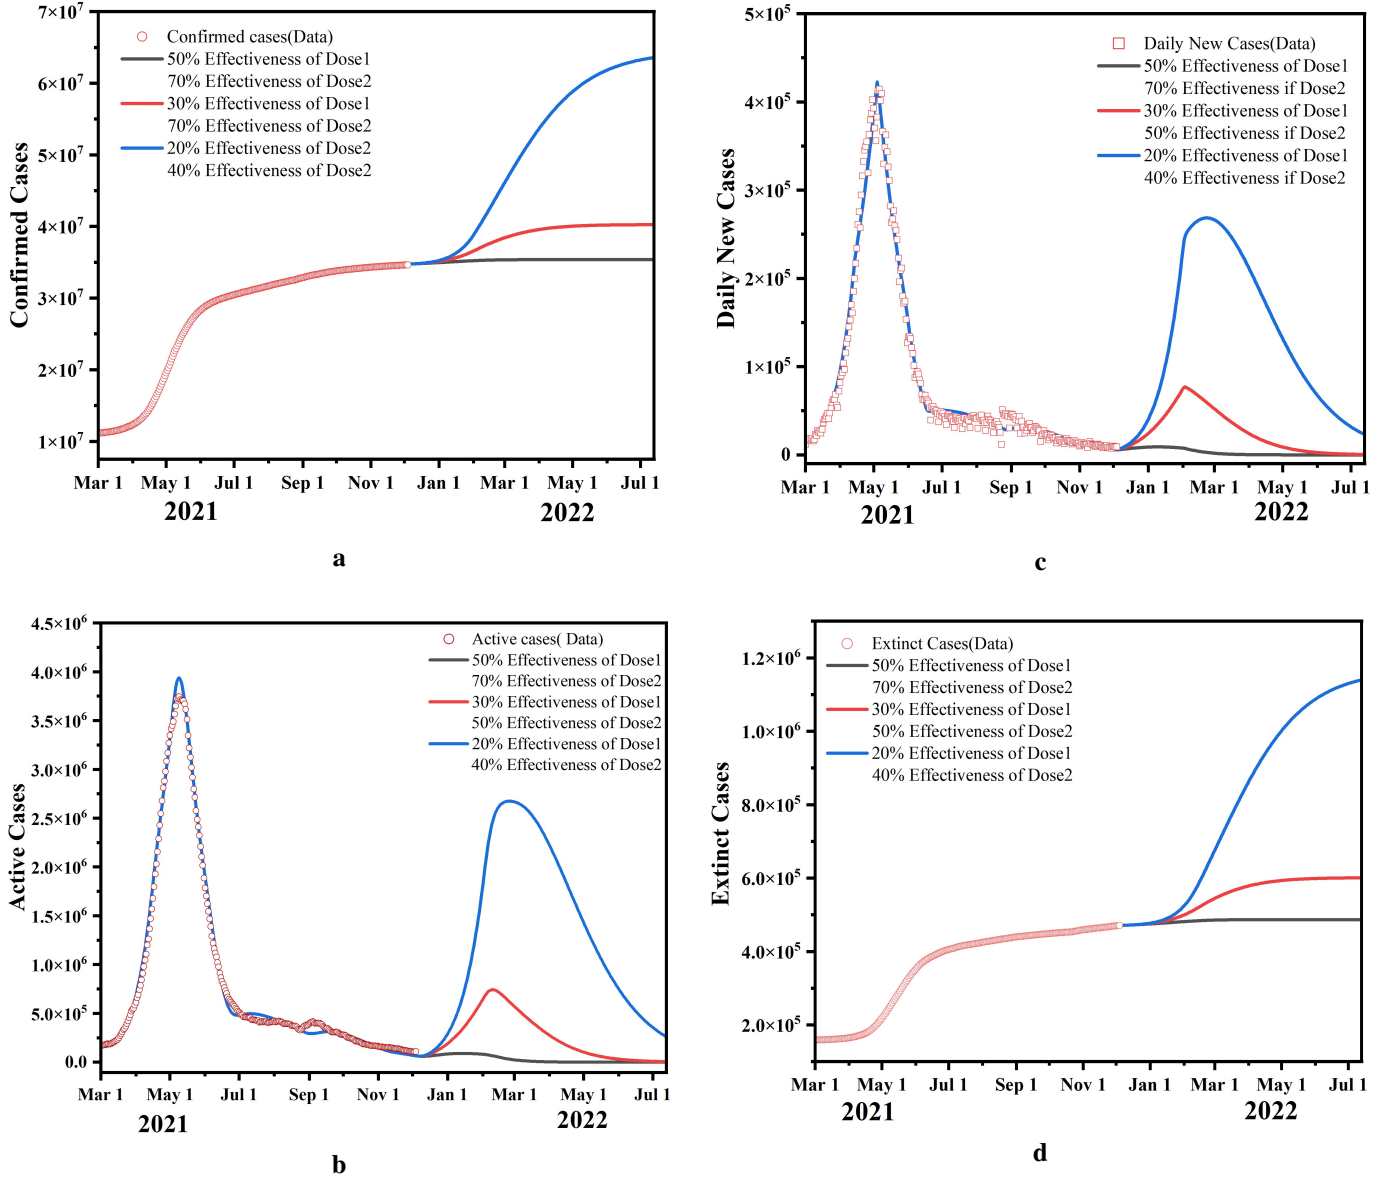 7×10⁷
6×10⁷
5×10⁷
4×10⁷
3×10⁷
2×10⁷
1×10⁷
Confirmed Cases
Confirmed cases(Data)
50% Effectiveness of Dose1
70% Effectiveness of Dose2
30% Effectiveness of Dose1
70% Effectiveness of Dose2
20% Effectiveness of Dose2
40% Effectiveness of Dose2
Mar 1 May 1 Jul 1 Sep 1 Nov 1 Jan 1 Mar 1 May 1 Jul 1
2021 2022
a
5×10⁵
4×10⁵
3×10⁵
2×10⁵
1×10⁵
0
Daily New Cases
Daily New Cases(Data)
50% Effectiveness of Dose1
70% Effectiveness if Dose2
30% Effectiveness of Dose1
50% Effectiveness if Dose2
20% Effectiveness of Dose1
40% Effectiveness if Dose2
Mar 1 May 1 Jul 1 Sep 1 Nov 1 Jan 1 Mar 1 May 1 Jul 1
2021 2022
c
4.5×10⁶
4.0×10⁶
3.5×10⁶
3.0×10⁶
2.5×10⁶
2.0×10⁶
1.5×10⁶
1.0×10⁶
5.0×10⁵
0.0
Active Cases
Active cases( Data)
50% Effectiveness of Dose1
70% Effectiveness of Dose2
30% Effectiveness of Dose1
50% Effectiveness of Dose2
20% Effectiveness of Dose1
40% Effectiveness of Dose2
Mar 1 May 1 Jul 1 Sep 1 Nov 1 Jan 1 Mar 1 May 1 Jul 1
2021 2022
b
1.2×10⁶
1.0×10⁶
8.0×10⁵
6.0×10⁵
4.0×10⁵
2.0×10⁵
Extinct Cases
Extinct Cases(Data)
50% Effectiveness of Dose1
70% Effectiveness of Dose2
30% Effectiveness of Dose1
50% Effectiveness of Dose2
20% Effectiveness of Dose1
40% Effectiveness of Dose2
Mar 1 May 1 Jul 1 Sep 1 Nov 1 Jan 1 Mar 1 May 1 Jul 1
2021 2022
d